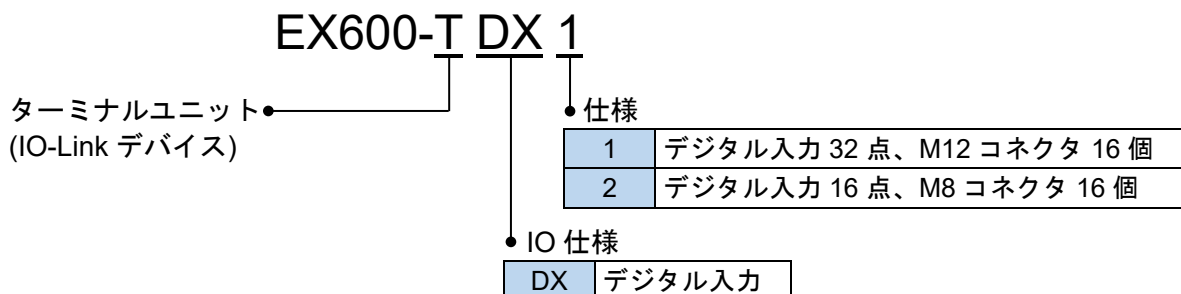 EX600-T DX 1
ターミナルユニット
(IO-Link デバイス)
仕様
1 デジタル入力 32 点、M12 コネクタ 16 個
2 デジタル入力 16 点、M8 コネクタ 16 個
IO 仕様
DX デジタル入力